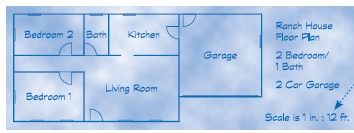 Bedroom 2
Bath
Kitchen
Garage
Bedroom 1
Living Room
Ranch House
Floor Plan
2 Bedroom/
1 Bath
2 Car Garage
Scale is 1 in. : 12 ft.